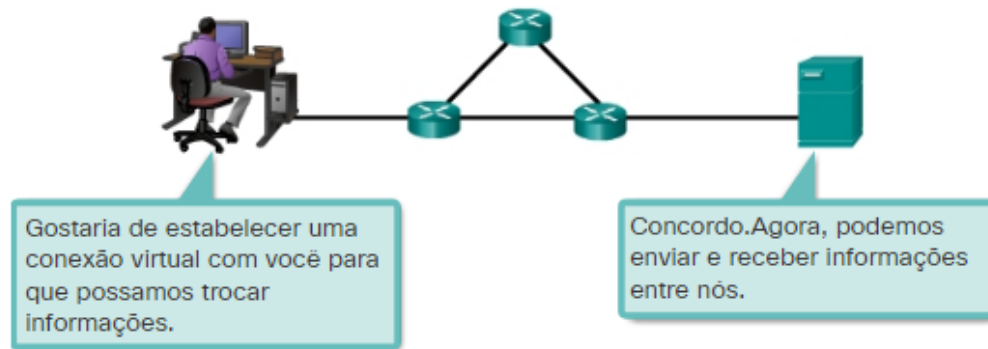 Gostaria de estabelecer uma
conexão virtual com você para
que possamos trocar
informações.
Concordo.Agora, podemos
enviar e receber informações
entre nós.